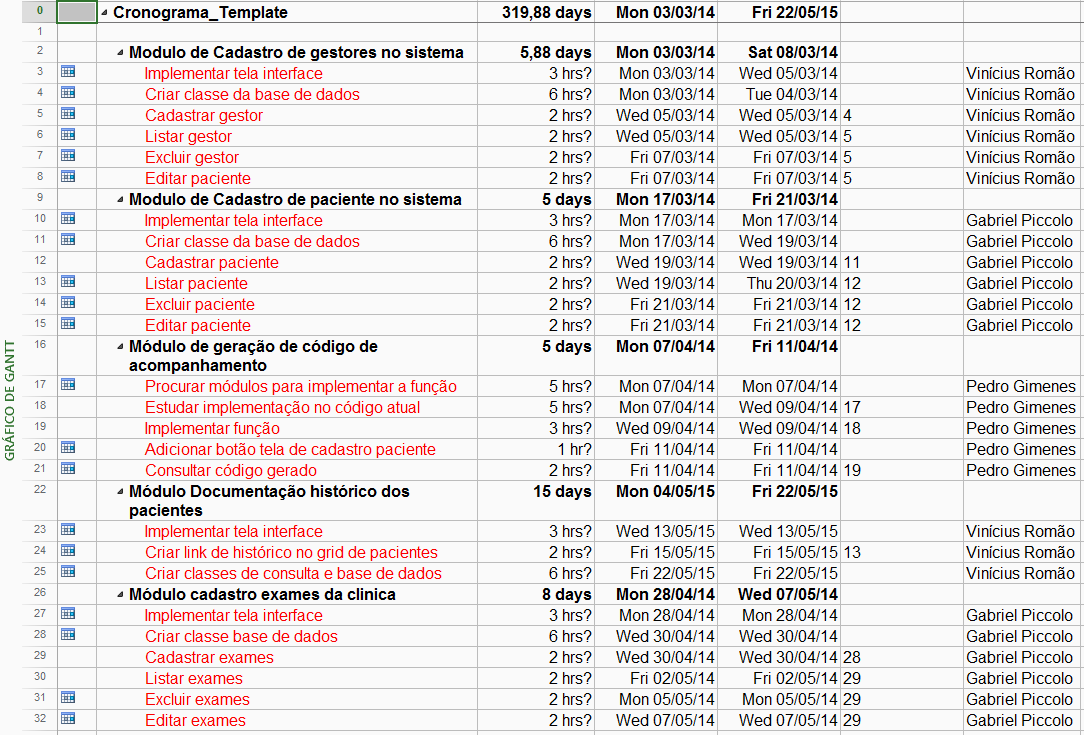 GRÁFICO DE GANTT
0 Cronograma_Template 319,88 days Mon 03/03/14 Fri 22/05/15
1
2 Modulo de Cadastro de gestores no sistema 5,88 days Mon 03/03/14 Sat 08/03/14
3 Implementar tela interface 3 hrs? Mon 03/03/14 Wed 05/03/14 Vinícius Romão
4 Criar classe da base de dados 6 hrs? Mon 03/03/14 Tue 04/03/14 Vinícius Romão
5 Cadastrar gestor 2 hrs? Wed 05/03/14 Wed 05/03/14 4 Vinícius Romão
6 Listar gestor 2 hrs? Wed 05/03/14 Wed 05/03/14 5 Vinícius Romão
7 Excluir gestor 2 hrs? Fri 07/03/14 Fri 07/03/14 5 Vinícius Romão
8 Editar paciente 2 hrs? Fri 07/03/14 Fri 07/03/14 5 Vinícius Romão
9 Modulo de Cadastro de paciente no sistema 5 days Mon 17/03/14 Fri 21/03/14
10 Implementar tela interface 3 hrs? Mon 17/03/14 Mon 17/03/14 Gabriel Piccolo
11 Criar classe da base de dados 6 hrs? Mon 17/03/14 Wed 19/03/14 Gabriel Piccolo
12 Cadastrar paciente 2 hrs? Wed 19/03/14 Wed 19/03/14 11 Gabriel Piccolo
13 Listar paciente 2 hrs? Wed 19/03/14 Thu 20/03/14 12 Gabriel Piccolo
14 Excluir paciente 2 hrs? Fri 21/03/14 Fri 21/03/14 12 Gabriel Piccolo
15 Editar paciente 2 hrs? Fri 21/03/14 Fri 21/03/14 12 Gabriel Piccolo
16 Módulo de geração de código de 5 days Mon 07/04/14 Fri 11/04/14
acompanhamento
17 Procurar módulos para implementar a função 5 hrs? Mon 07/04/14 Mon 07/04/14 Pedro Gimenes
18 Estudar implementação no código atual 5 hrs? Mon 07/04/14 Wed 09/04/14 17 Pedro Gimenes
19 Implementar função 3 hrs? Wed 09/04/14 Wed 09/04/14 18 Pedro Gimenes
20 Adicionar botão tela de cadastro paciente 1 hr? Fri 11/04/14 Fri 11/04/14 Pedro Gimenes
21 Consultar código gerado 2 hrs? Fri 11/04/14 Fri 11/04/14 19 Pedro Gimenes
22 Módulo Documentação histórico dos 15 days Mon 04/05/15 Fri 22/05/15
pacientes
23 Implementar tela interface 3 hrs? Wed 13/05/15 Wed 13/05/15 Vinícius Romão
24 Criar link de histórico no grid de pacientes 2 hrs? Fri 15/05/15 Fri 15/05/15 13 Vinícius Romão
25 Criar classes de consulta e base de dados 6 hrs? Fri 22/05/15 Fri 22/05/15 Vinícius Romão
26 Módulo cadastro exames da clinica 8 days Mon 28/04/14 Wed 07/05/14
27 Implementar tela interface 3 hrs? Mon 28/04/14 Mon 28/04/14 Gabriel Piccolo
28 Criar classe base de dados 6 hrs? Wed 30/04/14 Wed 30/04/14 Gabriel Piccolo
29 Cadastrar exames 2 hrs? Wed 30/04/14 Wed 30/04/14 28 Gabriel Piccolo
30 Listar exames 2 hrs? Fri 02/05/14 Fri 02/05/14 29 Gabriel Piccolo
31 Excluir exames 2 hrs? Mon 05/05/14 Mon 05/05/14 29 Gabriel Piccolo
32 Editar exames 2 hrs? Wed 07/05/14 Wed 07/05/14 29 Gabriel Piccolo